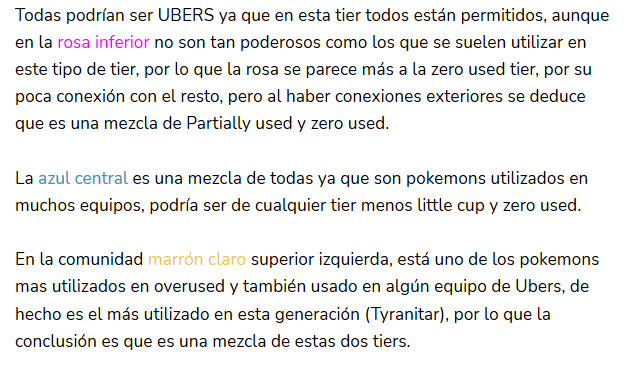 Todas podrían ser UBERS ya que en esta tier todos están permitidos, aunque
en la rosa inferior no son tan poderosos como los que se suelen utilizar en
este tipo de tier, por lo que la rosa se parece más a la zero used tier, por su
poca conexión con el resto, pero al haber conexiones exteriores se deduce
que es una mezcla de Partially used y zero used.
La azul central es una mezcla de todas ya que son pokemons utilizados en
muchos equipos, podría ser de cualquier tier menos little cup y zero used.
En la comunidad marrón claro superior izquierda, está uno de los pokemons
mas utilizados en overused y también usado en algún equipo de Ubers, de
hecho es el más utilizado en esta generación (Tyranitar), por lo que la
conclusión es que es una mezcla de estas dos tiers.